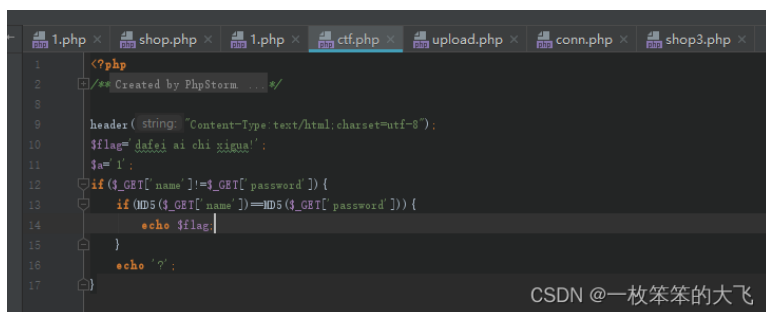 1.php × shop.php × 1.php × ctf.php × upload.php × conn.php × shop3.php ×
1 <?php
2 /** Created by PhpStorm ...*/
8
9 header( string: "Content-Type:text/html;charset=utf-8");
10 $flag='dafei ai chi xigua!';
11 $a='1';
12 if($_GET['name']!=$_GET['password']){
13 if(MD5($_GET['name'])==MD5($_GET['password'])){
14 echo $flag;
15 }
16 echo '?';
17 }
CSDN @一枚笨笨的大飞